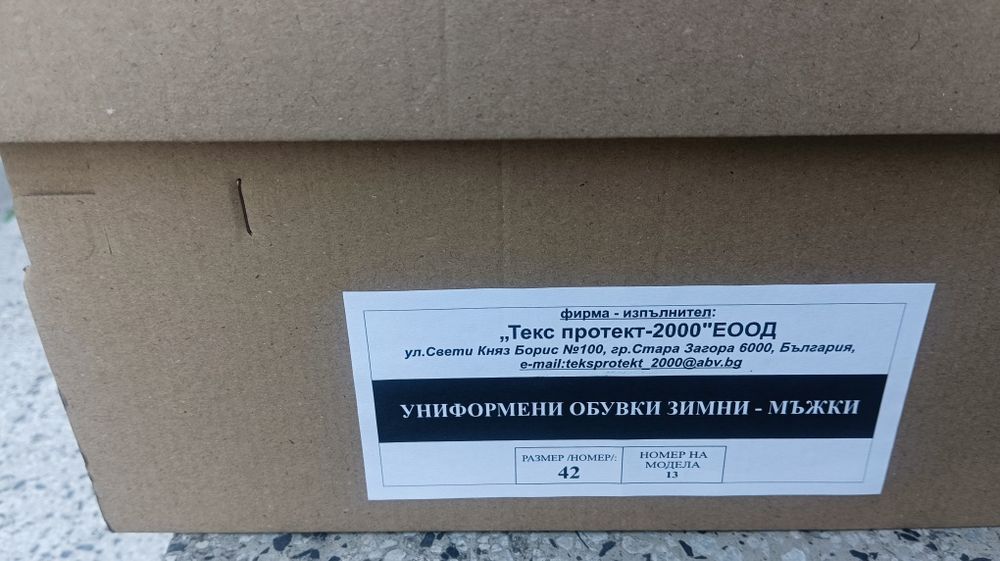 фирма - изпълнител:
„Текс протект-2000"ЕООД
ул.Свети Княз Борис №100, гр.Стара Загора 6000, България,
e-mail:teksprotekt_2000@abv.bg
УНИФОРМЕНИ ОБУВКИ ЗИМНИ - МЪЖКИ
РАЗМЕР /НОМЕР/:
42
НОМЕР НА
МОДЕЛА
13